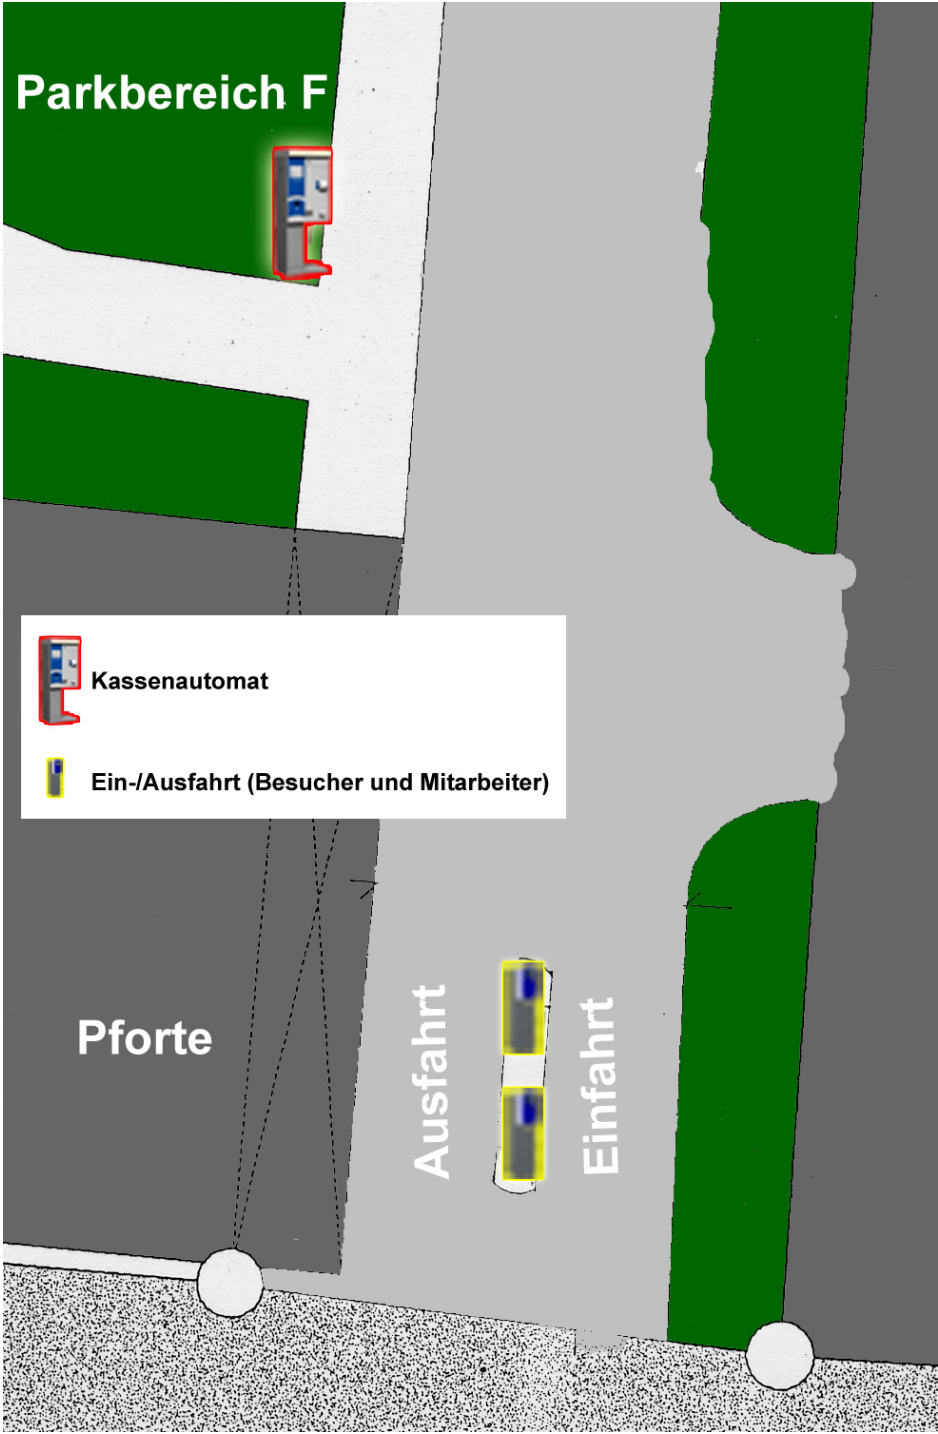 Parkbereich F
Kassenautomat
Ein-/Ausfahrt (Besucher und Mitarbeiter)
Pforte
Ausfahrt
Einfahrt